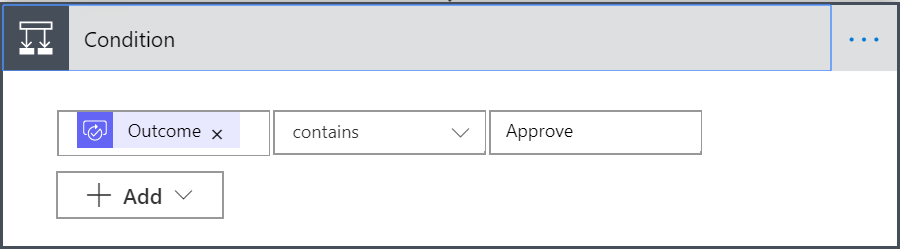 Condition
Outcome × contains Approve
Add